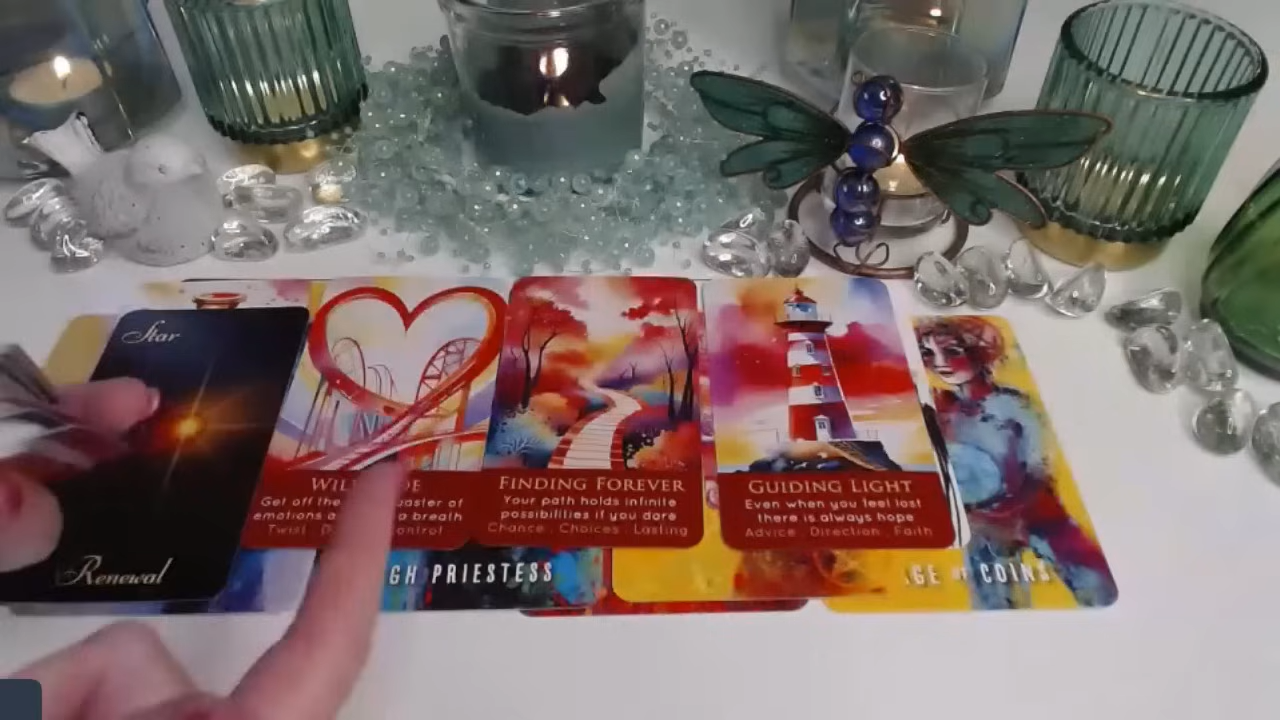 Star
Renewal
Get off the
emotions a breath
FINDING FOREVER
Your path holds infinite
possibilities if you dare
Chance . Choices . Lasting
GUIDING LIGHT
Even when you feel lost
there is always hope
Advice . Direction . Faith
PRIESTESS
COINS